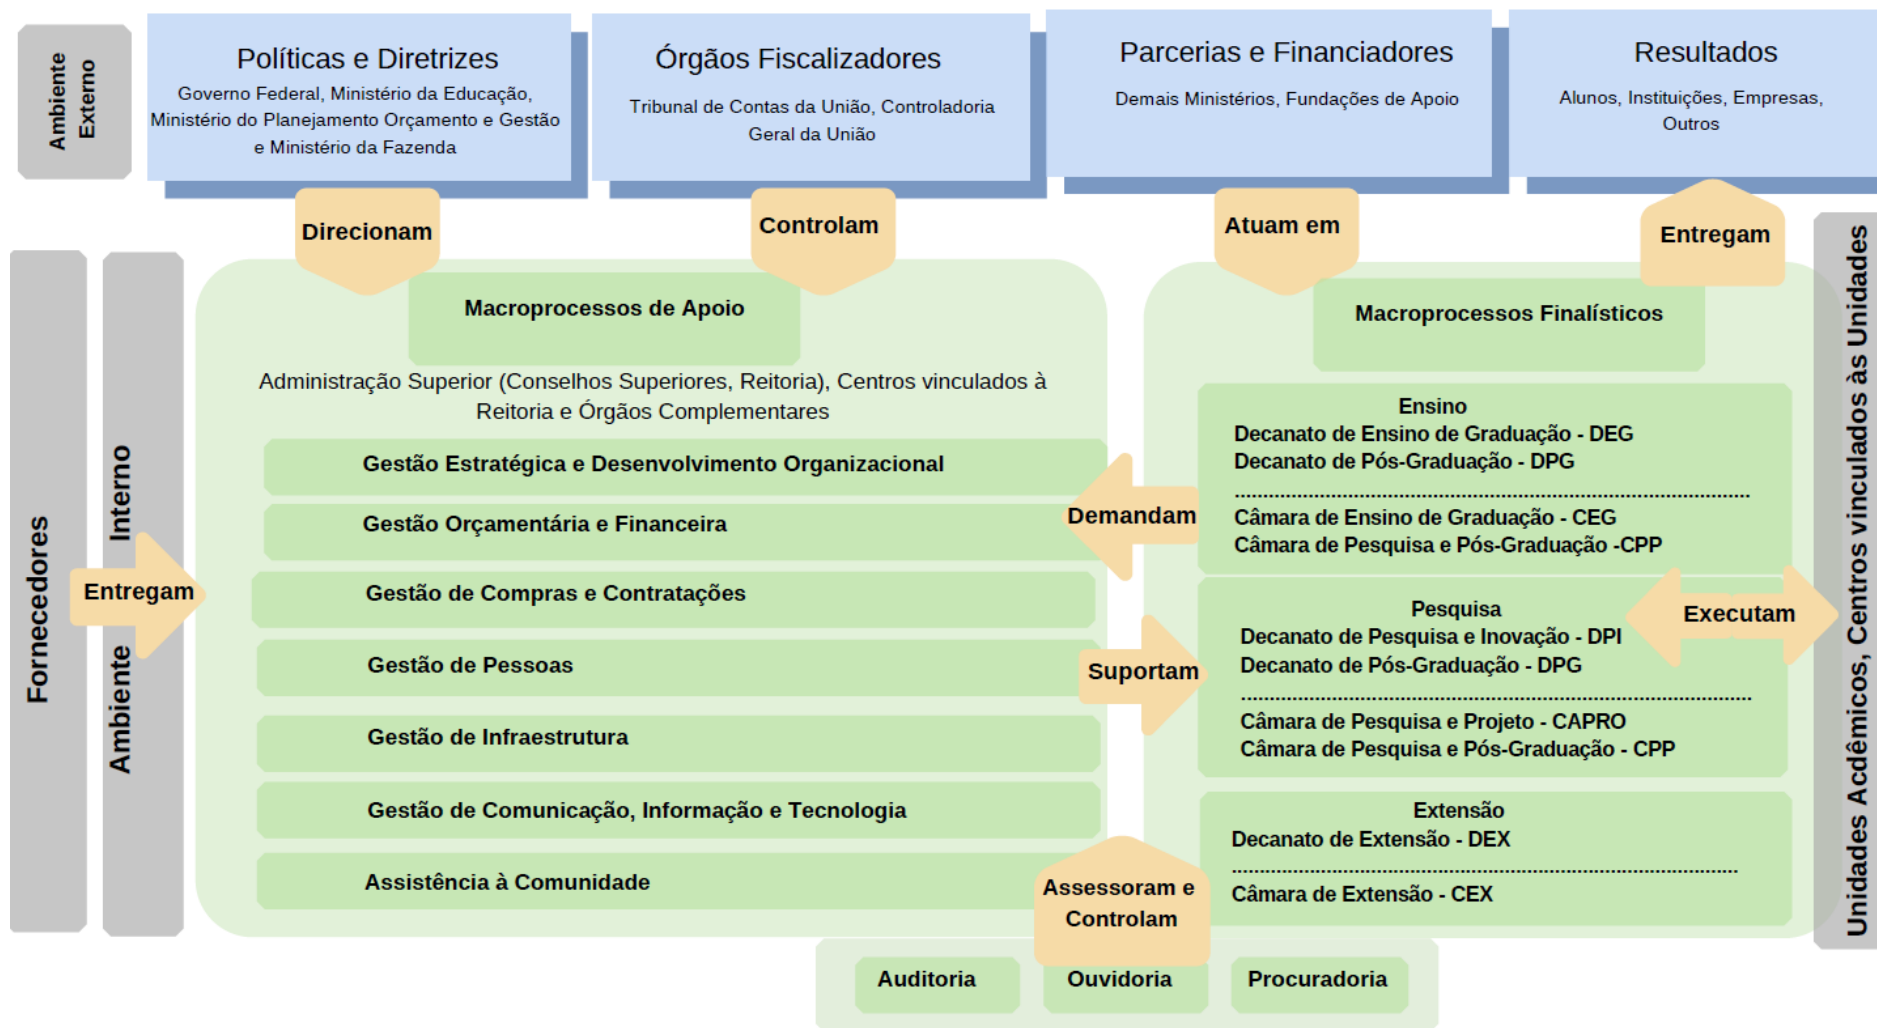 Ambiente
Externo
Políticas e Diretrizes
Governo Federal, Ministério da Educação,
Ministério do Planejamento Orçamento e Gestão
e Ministério da Fazenda
Órgãos Fiscalizadores
Tribunal de Contas da União, Controladoria
Geral da União
Parcerias e Financiadores
Demais Ministérios, Fundações de Apoio
Resultados
Alunos, Instituições, Empresas,
Outros
Direcionam
Controlam
Atuam em
Entregam
Fornecedores
Ambiente Interno
Entregam
Macroprocessos de Apoio
Administração Superior (Conselhos Superiores, Reitoria), Centros vinculados à
Reitoria e Órgãos Complementares
Gestão Estratégica e Desenvolvimento Organizacional
Gestão Orçamentária e Financeira
Gestão de Compras e Contratações
Gestão de Pessoas
Gestão de Infraestrutura
Gestão de Comunicação, Informação e Tecnologia
Assistência à Comunidade
Demandam
Suportam
Macroprocessos Finalísticos
Ensino
Decanato de Ensino de Graduação - DEG
Decanato de Pós-Graduação - DPG
Câmara de Ensino de Graduação - CEG
Câmara de Pesquisa e Pós-Graduação -CPP
Pesquisa
Decanato de Pesquisa e Inovação - DPI
Decanato de Pós-Graduação - DPG
Câmara de Pesquisa e Projeto - CAPRO
Câmara de Pesquisa e Pós-Graduação - CPP
Executam
Extensão
Decanato de Extensão - DEX
Câmara de Extensão - CEX
Unidades Acdêmicos, Centros vinculados às Unidades
Assessoram e
Controlam
Auditoria
Ouvidoria
Procuradoria